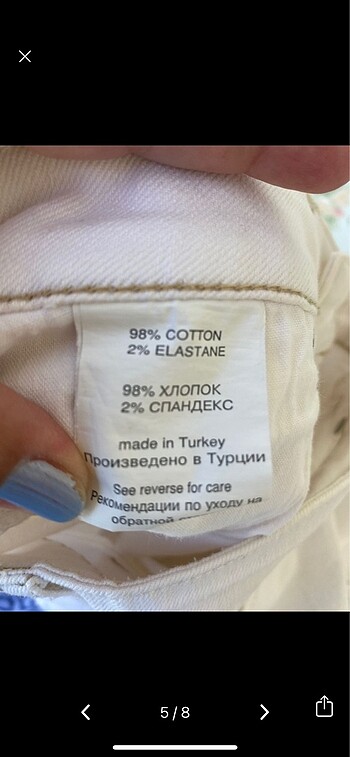 98% COTTON
2% ELASTANE
98% ХЛОПОК
2% СПАНДЕКС
made in Turkey
Произведено в Турции
See reverse for care
Рекомендации по уходу на
обратной
5/8